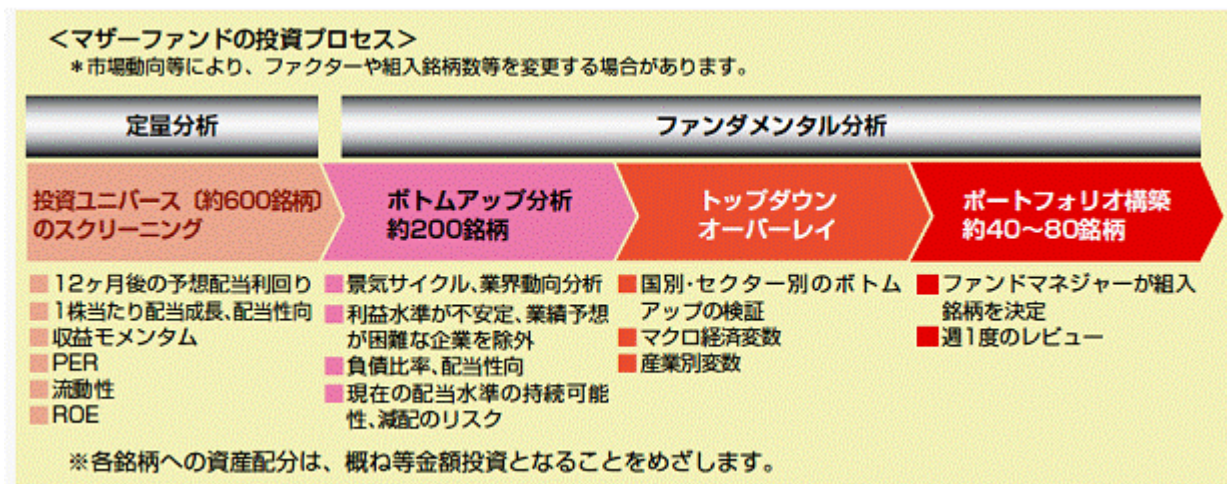 ＜マザーファンドの投資プロセス＞
＊市場動向等により、ファクターや組入銘柄数等を変更する場合があります。
定量分析
ファンダメンタル分析
投資ユニバース〔約600銘柄〕
のスクリーニング
ボトムアップ分析
約200銘柄
トップダウン
オーバーレイ
ポートフォリオ構築
約40～80銘柄
12ヶ月後の予想配当利回り
1株当たり配当成長、配当性向
収益モメンタム
PER
流動性
ROE
景気サイクル、業界動向分析
利益水準が不安定、業績予想
が困難な企業を除外
負債比率、配当性向
現在の配当水準の持続可能
性、減配のリスク
国別・セクター別のボトム
アップの検証
マクロ経済変数
産業別変数
ファンドマネジャーが組入
銘柄を決定
週1度のレビュー
※各銘柄への資産配分は、概ね等金額投資となることをめざします。